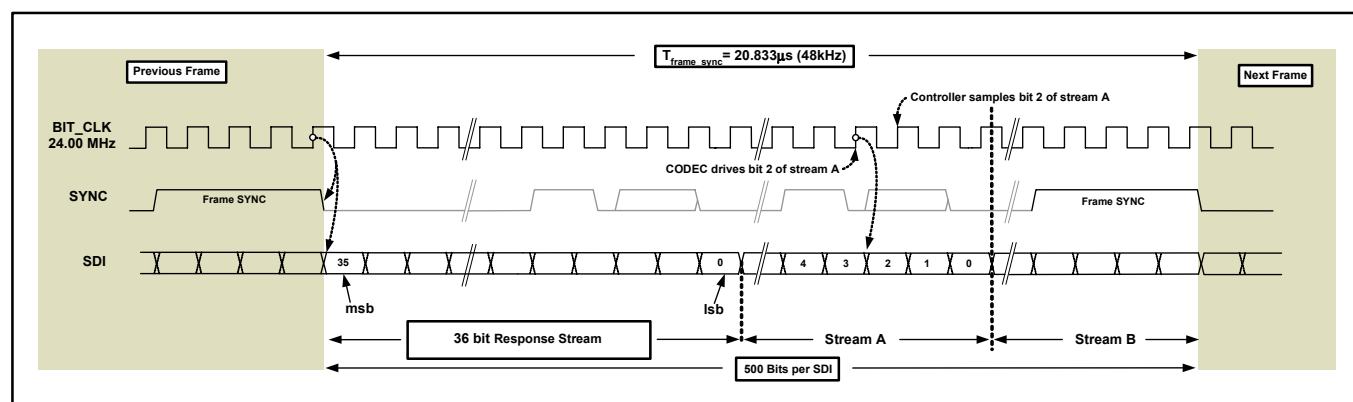 T frame_sync = 20.833µs (48kHz)
Previous Frame
Next Frame
Controller samples bit 2 of stream A
BIT_CLK
24.00 MHz
CODEC drives bit 2 of stream A
SYNC
Frame SYNC
Frame SYNC
SDI
35 0 4 3 2 1 0
msb
lsb
36 bit Response Stream
Stream A
Stream B
500 Bits per SDI